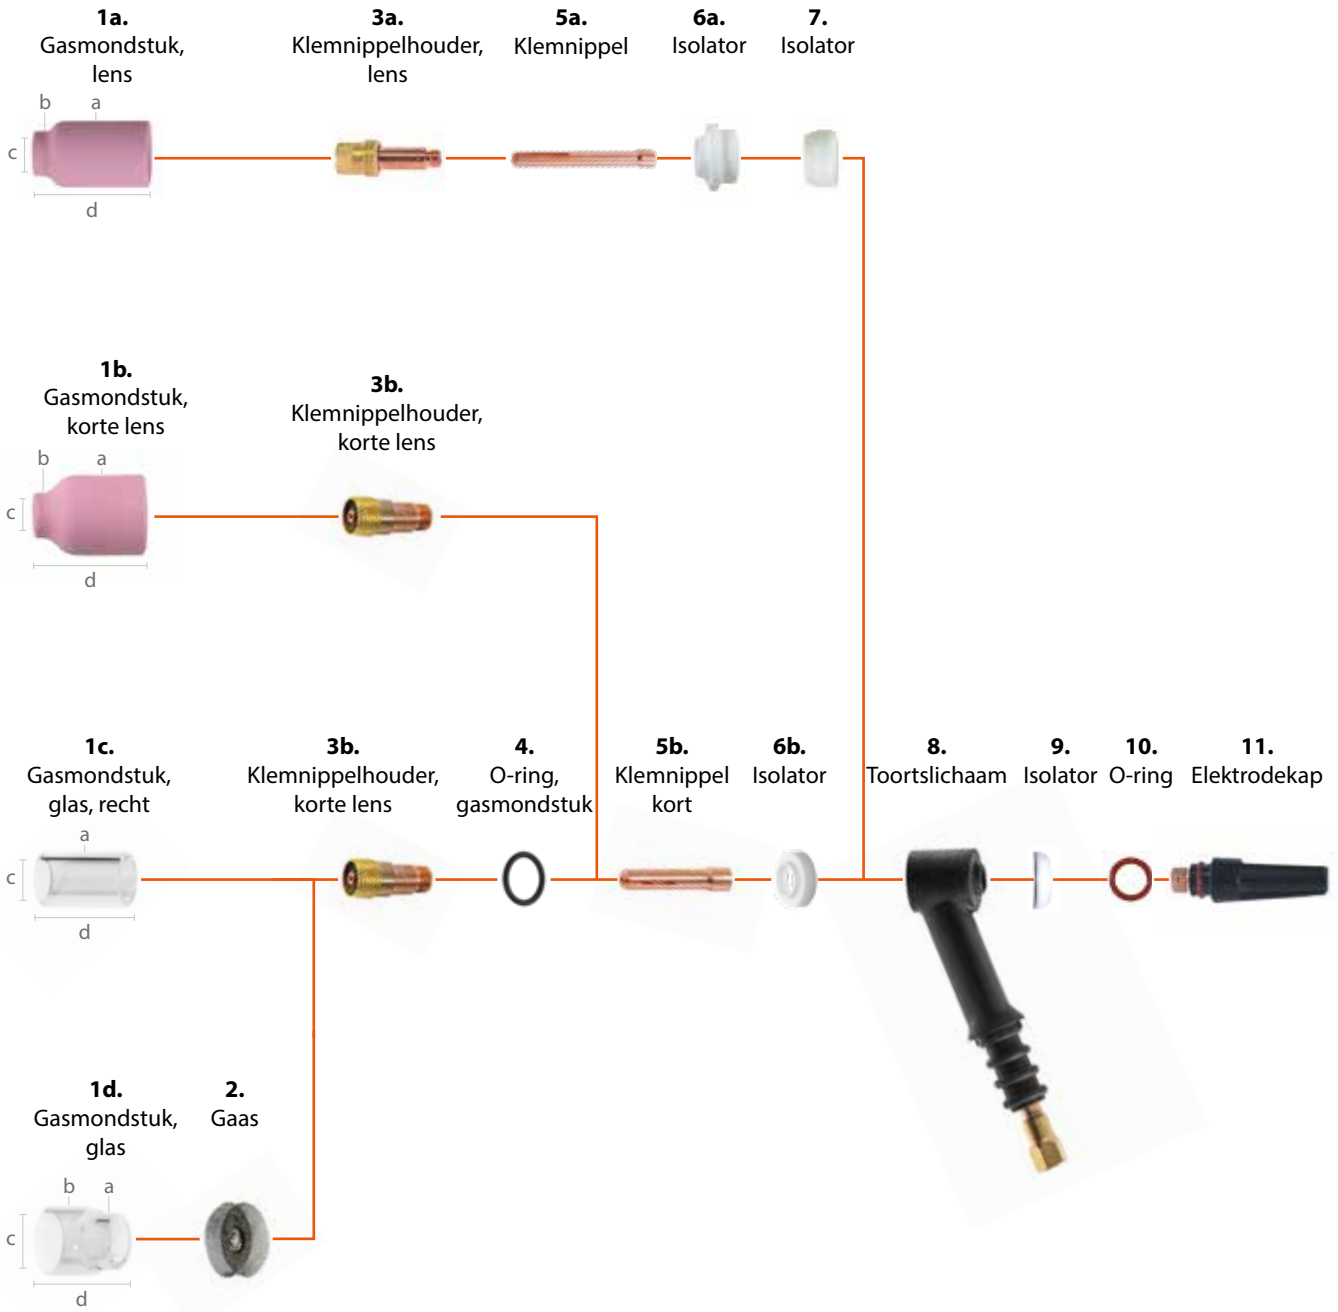 1a.
Gasmondstuk,
lens
3a.
Klemnippelhouder,
lens
5a.
Klemnippel
6a.
Isolator
7.
Isolator
b a
c
d
1b.
Gasmondstuk,
korte lens
3b.
Klemnippelhouder,
korte lens
b a
c
d
1c.
Gasmondstuk,
glas, recht
3b.
Klemnippelhouder,
korte lens
4.
O-ring,
gasmondstuk
5b.
Klemnippel
kort
6b.
Isolator
8.
Toortslichaam
9.
Isolator
10.
O-ring
11.
Elektrodekap
a
c
d
1d.
Gasmondstuk,
glas
2.
Gaas
b a
c
d